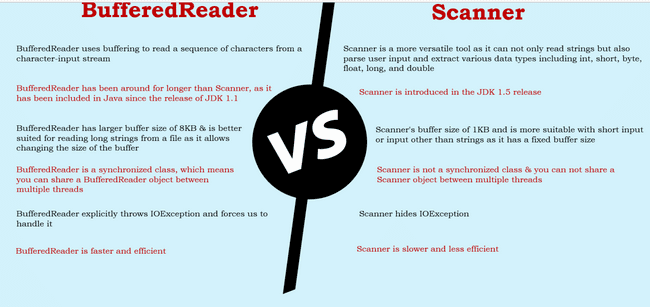 BufferedReader
BufferedReader uses buffering to read a sequence of characters from a
character-input stream
BufferedReader has been around for longer than Scanner, as it
has been included in Java since the release of JDK 1.1
BufferedReader has larger buffer size of 8KB & is better
suited for reading long strings from a file as it allows
changing the size of the buffer
BufferedReader is a synchronized class, which means
you can share a BufferedReader object between
multiple threads
BufferedReader explicitly throws IOException and forces us to
handle it
BufferedReader is faster and efficient
VS
Scanner
Scanner is a more versatile tool as it can not only read strings but also
parse user input and extract various data types including int, short, byte,
float, long, and double
Scanner is introduced in the JDK 1.5 release
Scanner's buffer size of 1KB and is more suitable with short input
or input other than strings as it has a fixed buffer size
Scanner is not a synchronized class & you can not share a
Scanner object between multiple threads
Scanner hides IOException
Scanner is slower and less efficient